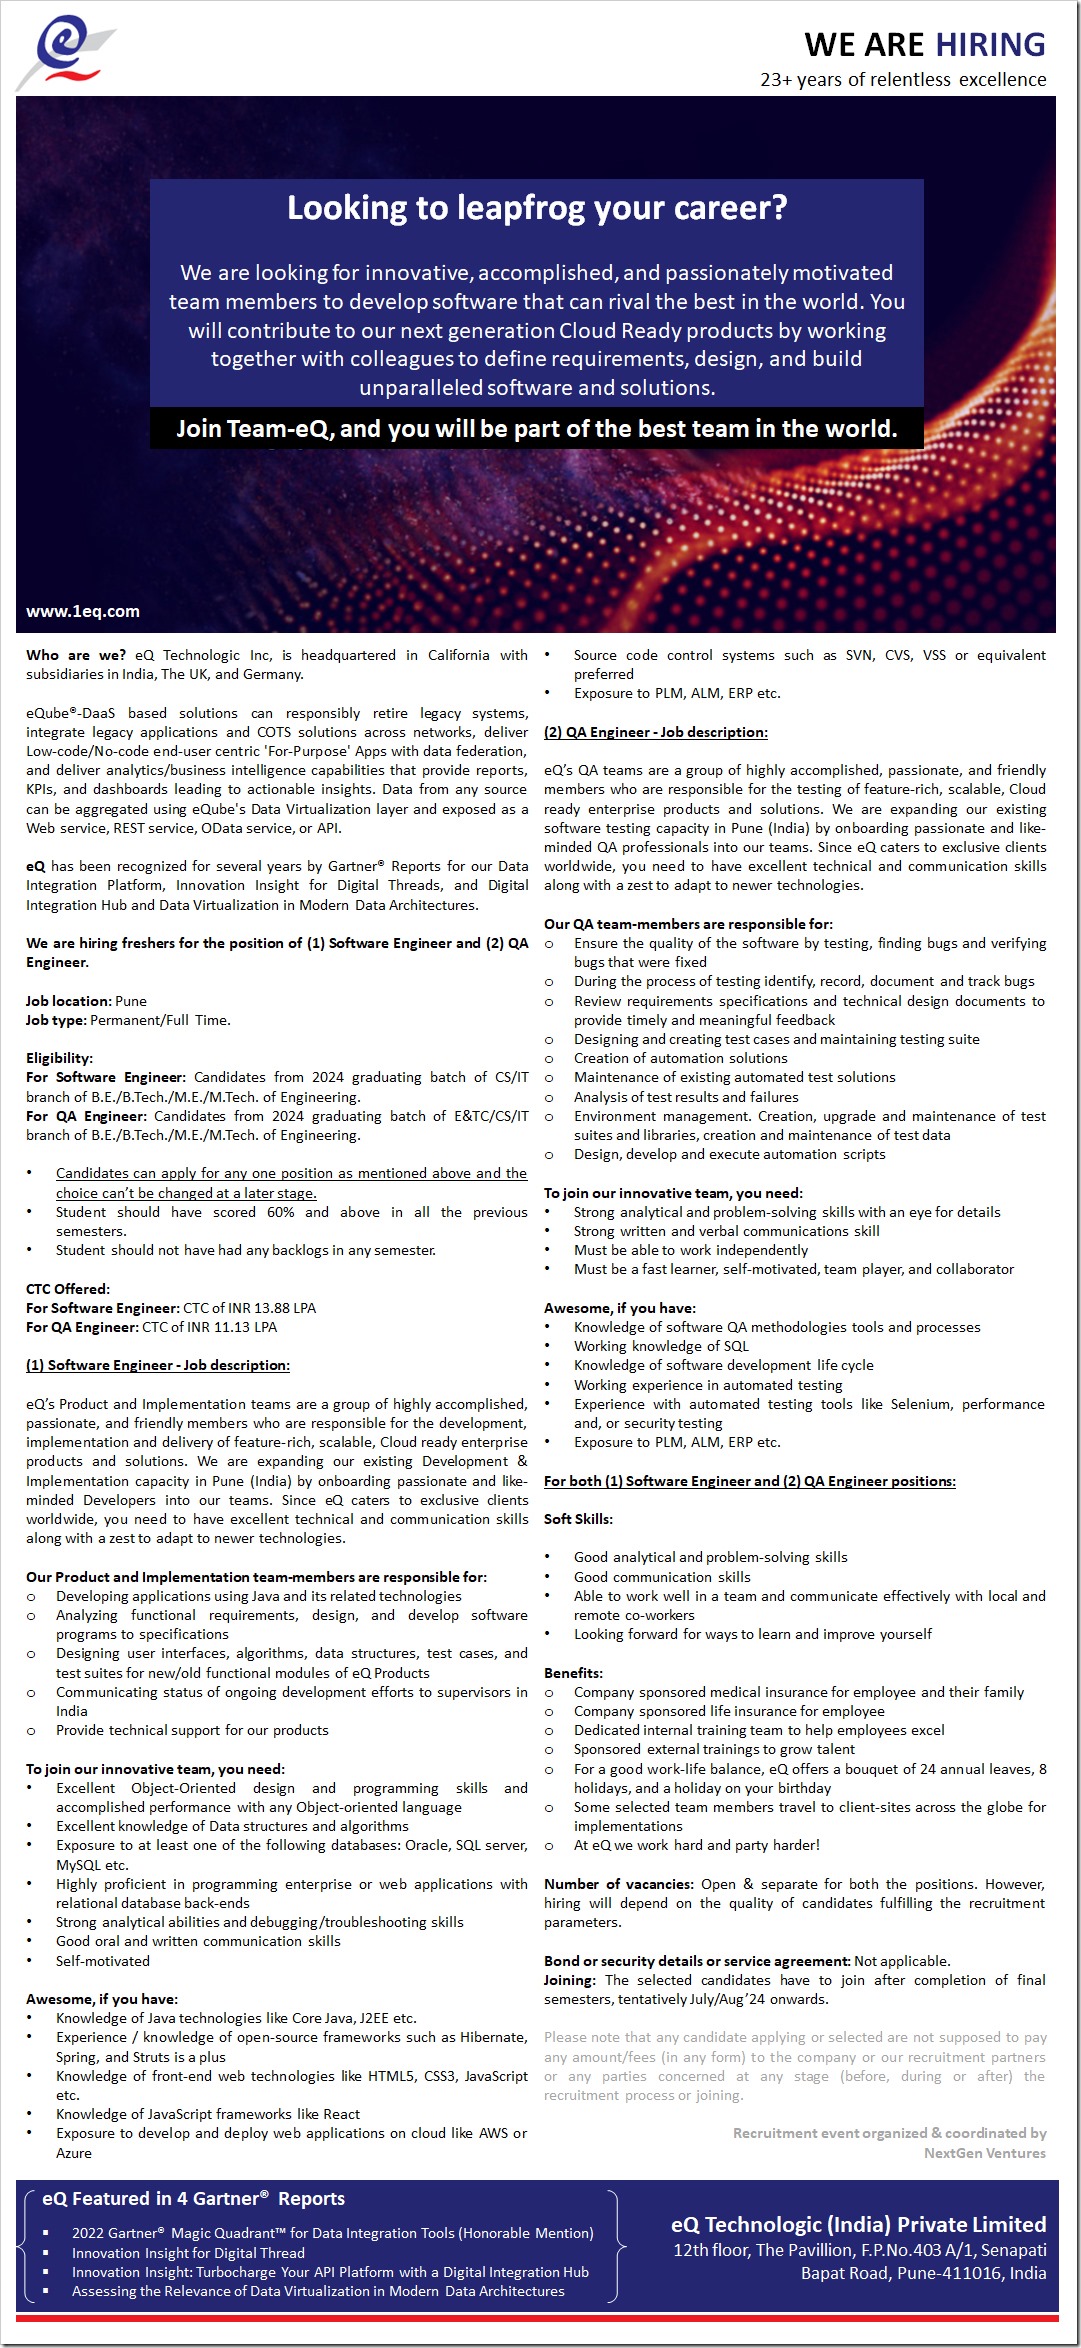 WE ARE HIRING
23+ years of relentless excellence
Looking to leapfrog your career?
We are looking for innovative, accomplished, and passionately motivated
team members to develop software that can rival the best in the world. You
will contribute to our next generation Cloud Ready products by working
together with colleagues to define requirements, design, and build
unparalleled software and solutions.
Join Team-eQ, and you will be part of the best team in the world.
www.1eq.com
Who are we? eQ Technologic Inc, is headquartered in California with
subsidiaries in India, The UK, and Germany.
eQube®-DaaS based solutions can responsibly retire legacy systems,
integrate legacy applications and COTS solutions across networks, deliver
Low-code/No-code end-user centric 'For-Purpose' Apps with data federation,
and deliver analytics/business intelligence capabilities that provide reports,
KPIs, and dashboards leading to actionable insights. Data from any source
can be aggregated using eQube's Data Virtualization layer and exposed as a
Web service, REST service, OData service, or API.
eQ has been recognized for several years by Gartner® Reports for our Data
Integration Platform, Innovation Insight for Digital Threads, and Digital
Integration Hub and Data Virtualization in Modern Data Architectures.
We are hiring freshers for the position of (1) Software Engineer and (2) QA
Engineer.
Job location: Pune
Job type: Permanent/Full Time.
Eligibility:
For Software Engineer: Candidates from 2024 graduating batch of CS/IT
branch of B.E./B.Tech./M.E./M.Tech. of Engineering.
For QA Engineer: Candidates from 2024 graduating batch of E&TC/CS/IT
branch of B.E./B.Tech./M.E./M.Tech. of Engineering.
• Candidates can apply for any one position as mentioned above and the
choice can't be changed at a later stage.
• Student should have scored 60% and above in all the previous
semesters.
• Student should not have had any backlogs in any semester.
CTC Offered:
For Software Engineer: CTC of INR 13.88 LPA
For QA Engineer: CTC of INR 11.13 LPA
(1) Software Engineer - Job description:
eQ's Product and Implementation teams are a group of highly accomplished,
passionate, and friendly members who are responsible for the development,
implementation and delivery of feature-rich, scalable, Cloud ready enterprise
products and solutions. We are expanding our existing Development &
Implementation capacity in Pune (India) by onboarding passionate and like-
minded Developers into our teams. Since eQ caters to exclusive clients
worldwide, you need to have excellent technical and communication skills
along with a zest to adapt to newer technologies.
Our Product and Implementation team-members are responsible for:
o Developing applications using Java and its related technologies
o Analyzing functional requirements, design, and develop software
programs to specifications
o Designing user interfaces, algorithms, data structures, test cases, and
test suites for new/old functional modules of eQ Products
o Communicating status of ongoing development efforts to supervisors in
India
o Provide technical support for our products
To join our innovative team, you need:
• Excellent Object-Oriented design and programming skills and
accomplished performance with any Object-oriented language
• Excellent knowledge of Data structures and algorithms
• Exposure to at least one of the following databases: Oracle, SQL server,
MySQL etc.
• Highly proficient in programming enterprise or web applications with
relational database back-ends
• Strong analytical abilities and debugging/troubleshooting skills
• Good oral and written communication skills
• Self-motivated
Awesome, if you have:
• Knowledge of Java technologies like Core Java, J2EE etc.
• Experience / knowledge of open-source frameworks such as Hibernate,
Spring, and Struts is a plus
• Knowledge of front-end web technologies like HTML5, CSS3, JavaScript
etc.
• Knowledge of JavaScript frameworks like React
• Exposure to develop and deploy web applications on cloud like AWS or
Azure
• Source code control systems such as SVN, CVS, VSS or equivalent
preferred
• Exposure to PLM, ALM, ERP etc.
(2) QA Engineer - Job description:
eQ's QA teams are a group of highly accomplished, passionate, and friendly
members who are responsible for the testing of feature-rich, scalable, Cloud
ready enterprise products and solutions. We are expanding our existing
software testing capacity in Pune (India) by onboarding passionate and like-
minded QA professionals into our teams. Since eQ caters to exclusive clients
worldwide, you need to have excellent technical and communication skills
along with a zest to adapt to newer technologies.
Our QA team-members are responsible for:
o Ensure the quality of the software by testing, finding bugs and verifying
bugs that were fixed
o During the process of testing identify, record, document and track bugs
o Review requirements specifications and technical design documents to
provide timely and meaningful feedback
o Designing and creating test cases and maintaining testing suite
o Creation of automation solutions
o Maintenance of existing automated test solutions
o Analysis of test results and failures
o Environment management. Creation, upgrade and maintenance of test
suites and libraries, creation and maintenance of test data
o Design, develop and execute automation scripts
To join our innovative team, you need:
• Strong analytical and problem-solving skills with an eye for details
• Strong written and verbal communications skill
• Must be able to work independently
• Must be a fast learner, self-motivated, team player, and collaborator
Awesome, if you have:
• Knowledge of software QA methodologies tools and processes
• Working knowledge of SQL
• Knowledge of software development life cycle
• Working experience in automated testing
• Experience with automated testing tools like Selenium, performance
and, or security testing
• Exposure to PLM, ALM, ERP etc.
For both (1) Software Engineer and (2) QA Engineer positions:
Soft Skills:
• Good analytical and problem-solving skills
• Good communication skills
• Able to work well in a team and communicate effectively with local and
remote co-workers
• Looking forward for ways to learn and improve yourself
Benefits:
o Company sponsored medical insurance for employee and their family
o Company sponsored life insurance for employee
o Dedicated internal training team to help employees excel
o Sponsored external trainings to grow talent
o For a good work-life balance, eQ offers a bouquet of 24 annual leaves, 8
holidays, and a holiday on your birthday
o Some selected team members travel to client-sites across the globe for
implementations
o At eQ we work hard and party harder!
Number of vacancies: Open & separate for both the positions. However,
hiring will depend on the quality of candidates fulfilling the recruitment
parameters.
Bond or security details or service agreement: Not applicable.
Joining: The selected candidates have to join after completion of final
semesters, tentatively July/Aug'24 onwards.
Please note that any candidate applying or selected are not supposed to pay
any amount/fees (in any form) to the company or our recruitment partners
or any parties concerned at any stage (before, during or after) the
recruitment process or joining.
Recruitment event organized & coordinated by
NextGen Ventures
eQ Featured in 4 Gartner® Reports
▪ 2022 Gartner® Magic Quadrant™ for Data Integration Tools (Honorable Mention)
▪ Innovation Insight for Digital Thread
▪ Innovation Insight: Turbocharge Your API Platform with a Digital Integration Hub
▪ Assessing the Relevance of Data Virtualization in Modern Data Architectures
eQ Technologic (India) Private Limited
12th floor, The Pavillion, F.P.No.403 A/1, Senapati
Bapat Road, Pune-411016, India